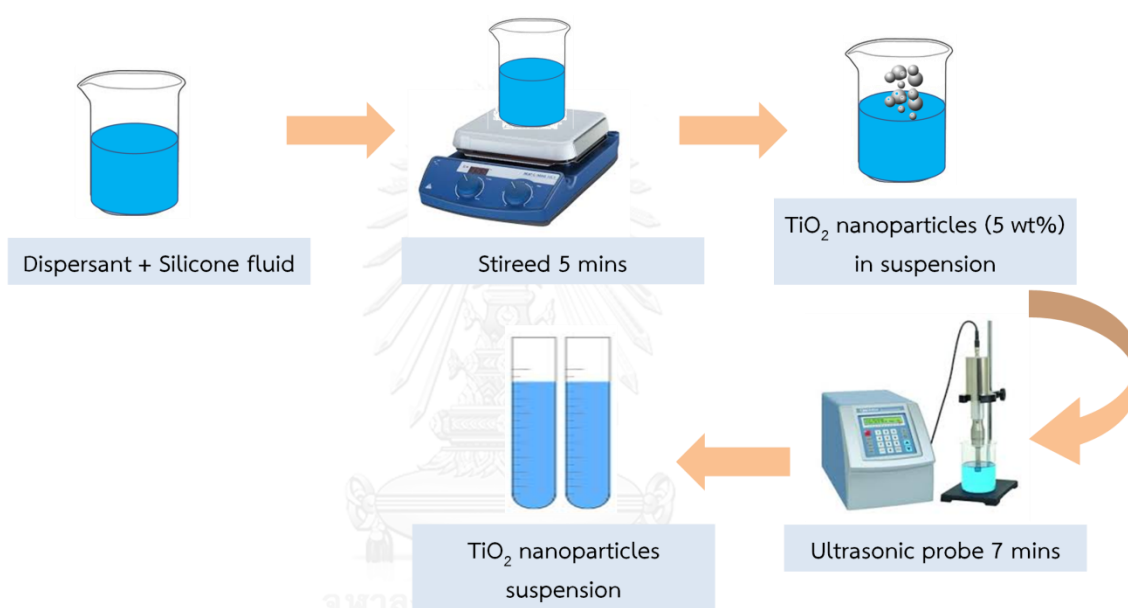 Dispersant + Silicone fluid
Stireed 5 mins
TiO₂ nanoparticles (5 wt%)
in suspension
Ultrasonic probe 7 mins
TiO₂ nanoparticles
suspension